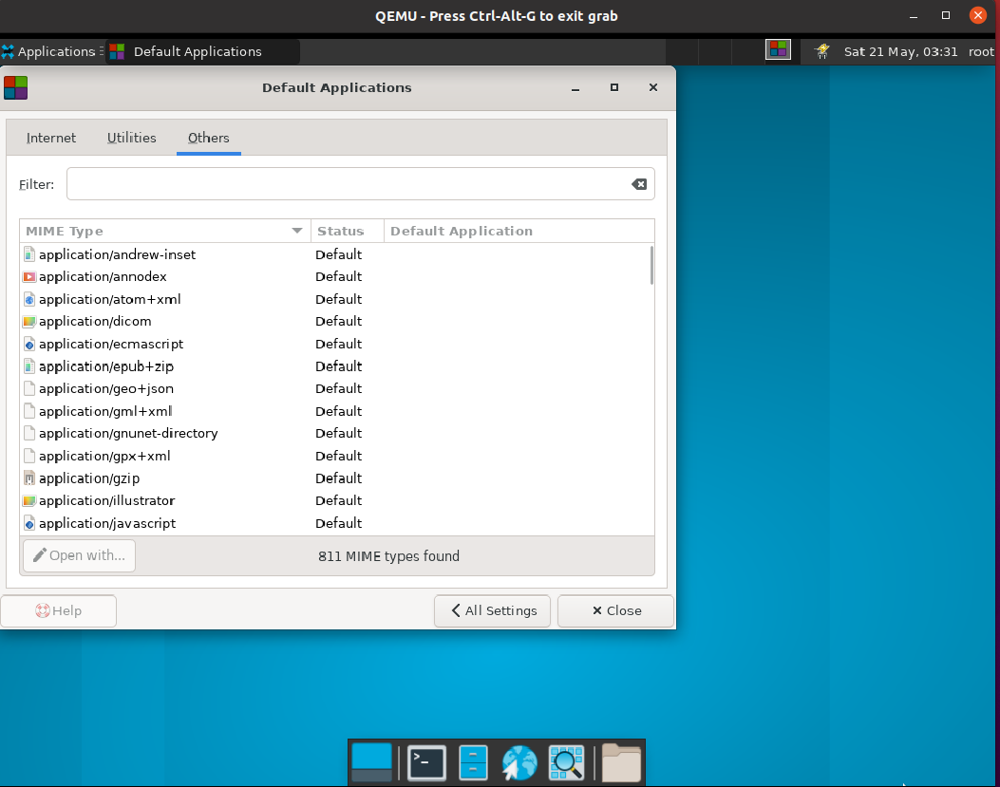 QEMU - Press Ctrl-Alt-G to exit grab
Applications Default Applications Sat 21 May, 03:31 root
Default Applications
Internet Utilities Others
Filter:
MIME Type Status Default Application
application/andrew-inset Default
application/annodex Default
application/atom+xml Default
application/dicom Default
application/ecmascript Default
application/epub+zip Default
application/geo+json Default
application/gml+xml Default
application/gnunet-directory Default
application/gpx+xml Default
application/gzip Default
application/illustrator Default
application/javascript Default
Open with... 811 MIME types found
Help All Settings Close